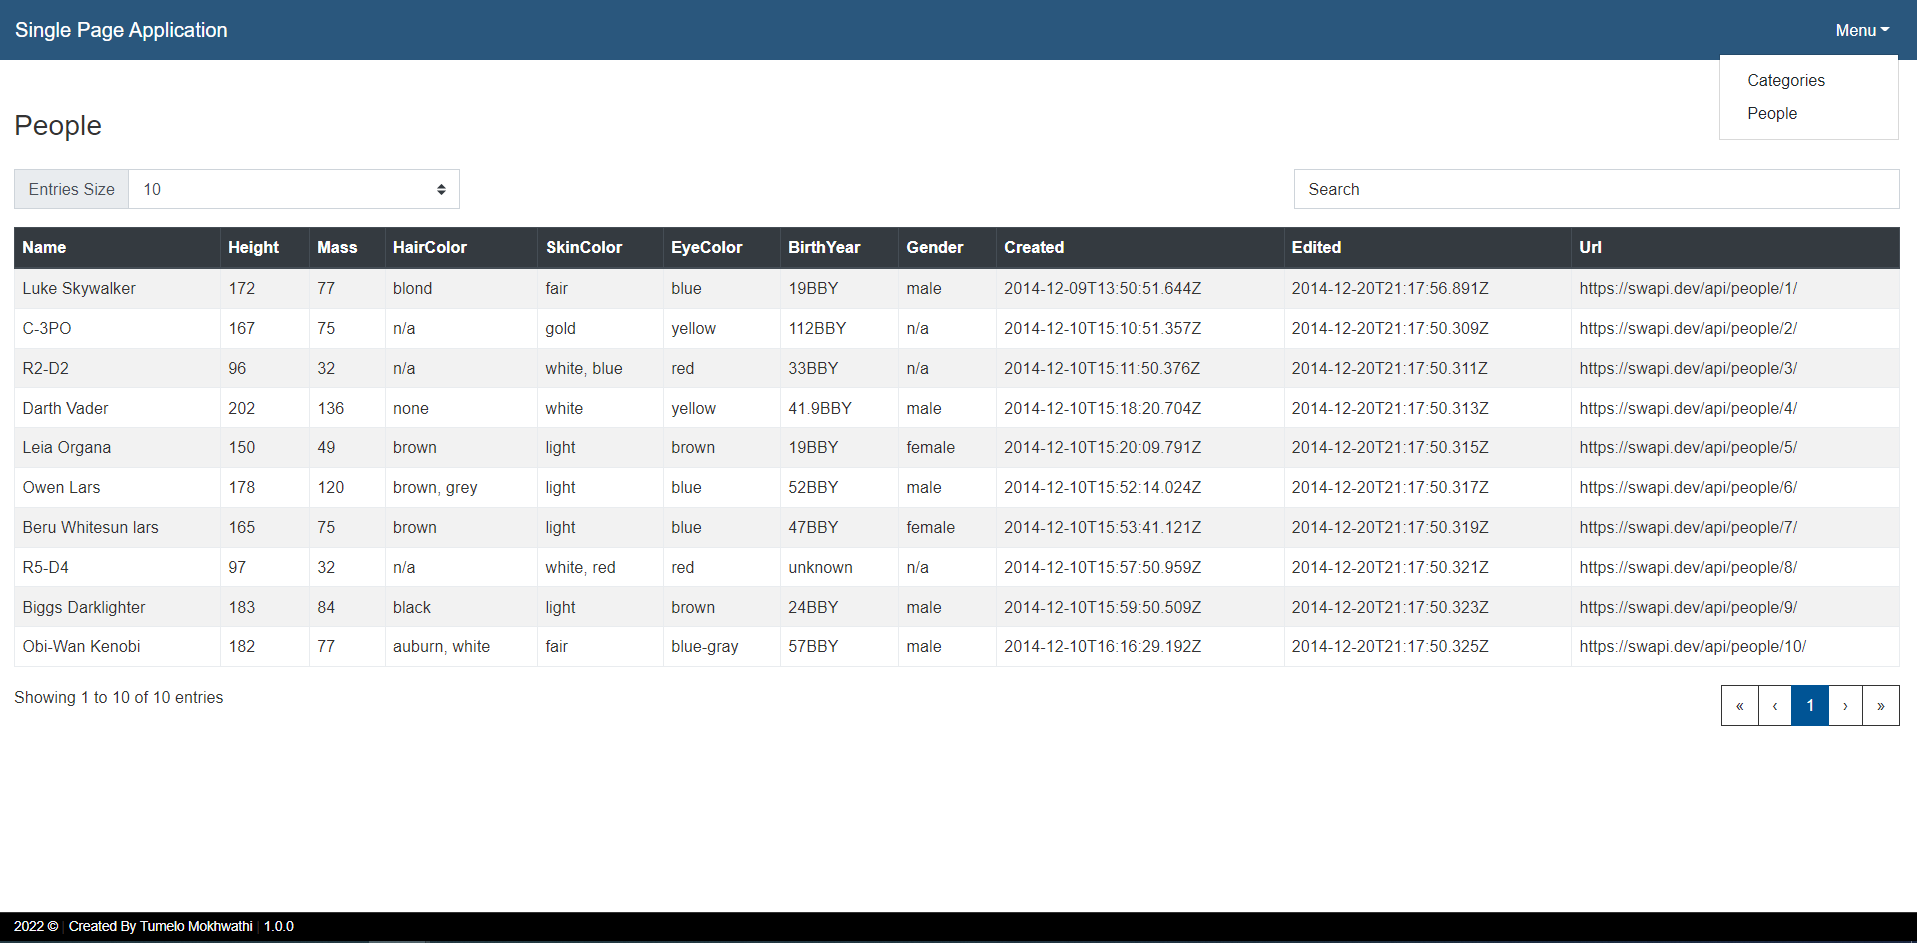 Single Page Application Menu
Categories
People
People
Entries Size 10 Search
Name Height Mass HairColor SkinColor EyeColor BirthYear Gender Created Edited Url
Luke Skywalker 172 77 blond fair blue 19BBY male 2014-12-09T13:50:51.644Z 2014-12-20T21:17:56.891Z https://swapi.dev/api/people/1/
C-3PO 167 75 n/a gold yellow 112BBY n/a 2014-12-10T15:10:51.357Z 2014-12-20T21:17:50.309Z https://swapi.dev/api/people/2/
R2-D2 96 32 n/a white, blue red 33BBY n/a 2014-12-10T15:11:50.376Z 2014-12-20T21:17:50.311Z https://swapi.dev/api/people/3/
Darth Vader 202 136 none white yellow 41.9BBY male 2014-12-10T15:18:20.704Z 2014-12-20T21:17:50.313Z https://swapi.dev/api/people/4/
Leia Organa 150 49 brown light brown 19BBY female 2014-12-10T15:20:09.791Z 2014-12-20T21:17:50.315Z https://swapi.dev/api/people/5/
Owen Lars 178 120 brown, grey light blue 52BBY male 2014-12-10T15:52:14.024Z 2014-12-20T21:17:50.317Z https://swapi.dev/api/people/6/
Beru Whitesun lars 165 75 brown light blue 47BBY female 2014-12-10T15:53:41.121Z 2014-12-20T21:17:50.319Z https://swapi.dev/api/people/7/
R5-D4 97 32 n/a white, red red unknown n/a 2014-12-10T15:57:50.959Z 2014-12-20T21:17:50.321Z https://swapi.dev/api/people/8/
Biggs Darklighter 183 84 black light brown 24BBY male 2014-12-10T15:59:50.509Z 2014-12-20T21:17:50.323Z https://swapi.dev/api/people/9/
Obi-Wan Kenobi 182 77 auburn, white fair blue-gray 57BBY male 2014-12-10T16:16:29.192Z 2014-12-20T21:17:50.325Z https://swapi.dev/api/people/10/
Showing 1 to 10 of 10 entries « ‹ 1 › »
2022 © | Created By Tumelo Mokhwathi | 1.0.0